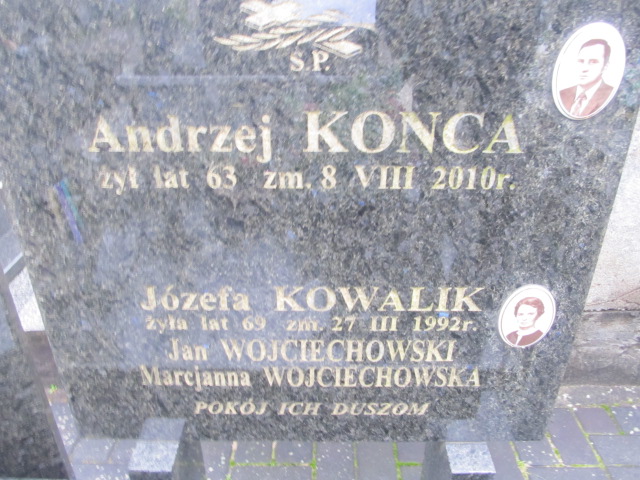 S.P.
Andrzej KOŃCA
żył lat 63 zm. 8 VIII 2010r.
Józefa KOWALIK
żyła lat 69 zm. 27 III 1992r.
Jan WOJCIECHOWSKI
Marcjanna WOJCIECHOWSKA
POKÓJ ICH DUSZOM